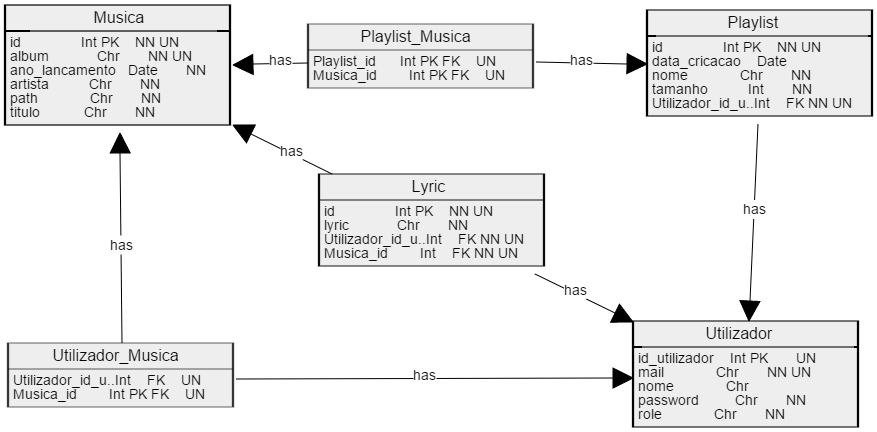 Musica
id Int PK NN UN
album Chr NN UN
ano_lancamento Date NN
artista Chr NN
path Chr NN
titulo Chr NN
has
Playlist_Musica
Playlist_id Int PK FK UN
Musica_id Int PK FK UN
has
Playlist
id Int PK NN UN
data_cricacao Date
nome Chr NN
tamanho Int NN
Utilizador_id_u..Int FK NN UN
has
Lyric
id Int PK NN UN
lyric Chr NN
Utilizador_id_u..Int FK NN UN
Musica_id Int FK NN UN
has
has
has
Utilizador_Musica
Utilizador_id_u..Int FK UN
Musica_id Int PK FK UN
has
Utilizador
id_utilizador Int PK UN
mail Chr NN UN
nome Chr
password Chr NN
role Chr NN